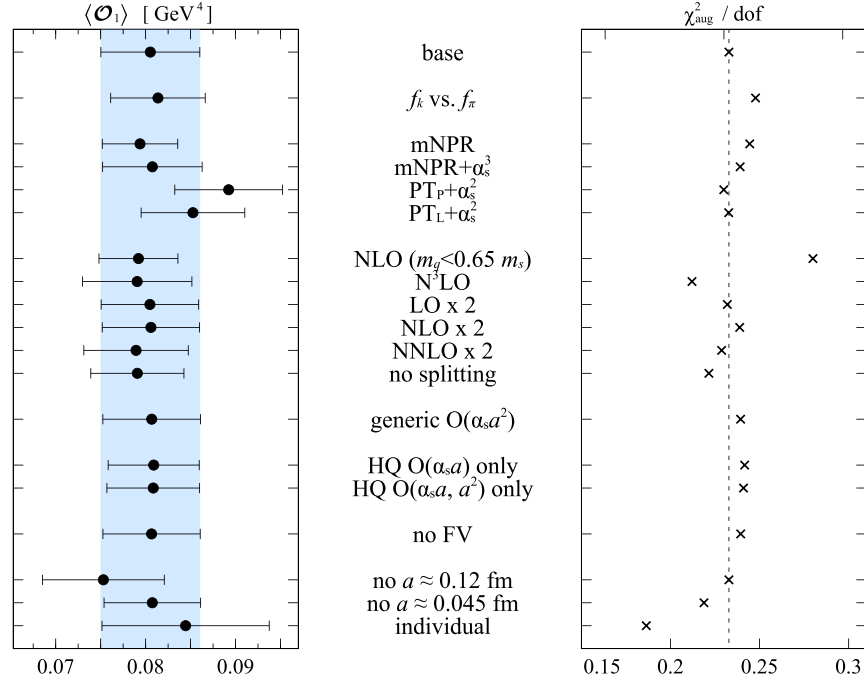 ⟨𝒪₁⟩ [GeV⁴]
χ²aug / dof
base
fₖ vs. fπ
mNPR
mNPR+αₛ³
PTP+αₛ²
PTL+αₛ²
NLO (mq<0.65 mₛ)
N³LO
LO x 2
NLO x 2
NNLO x 2
no splitting
generic O(αₛa²)
HQ O(αₛa) only
HQ O(αₛa, a²) only
no FV
no a ≈ 0.12 fm
no a ≈ 0.045 fm
individual
0.07 0.08 0.09
0.15 0.2 0.25 0.3